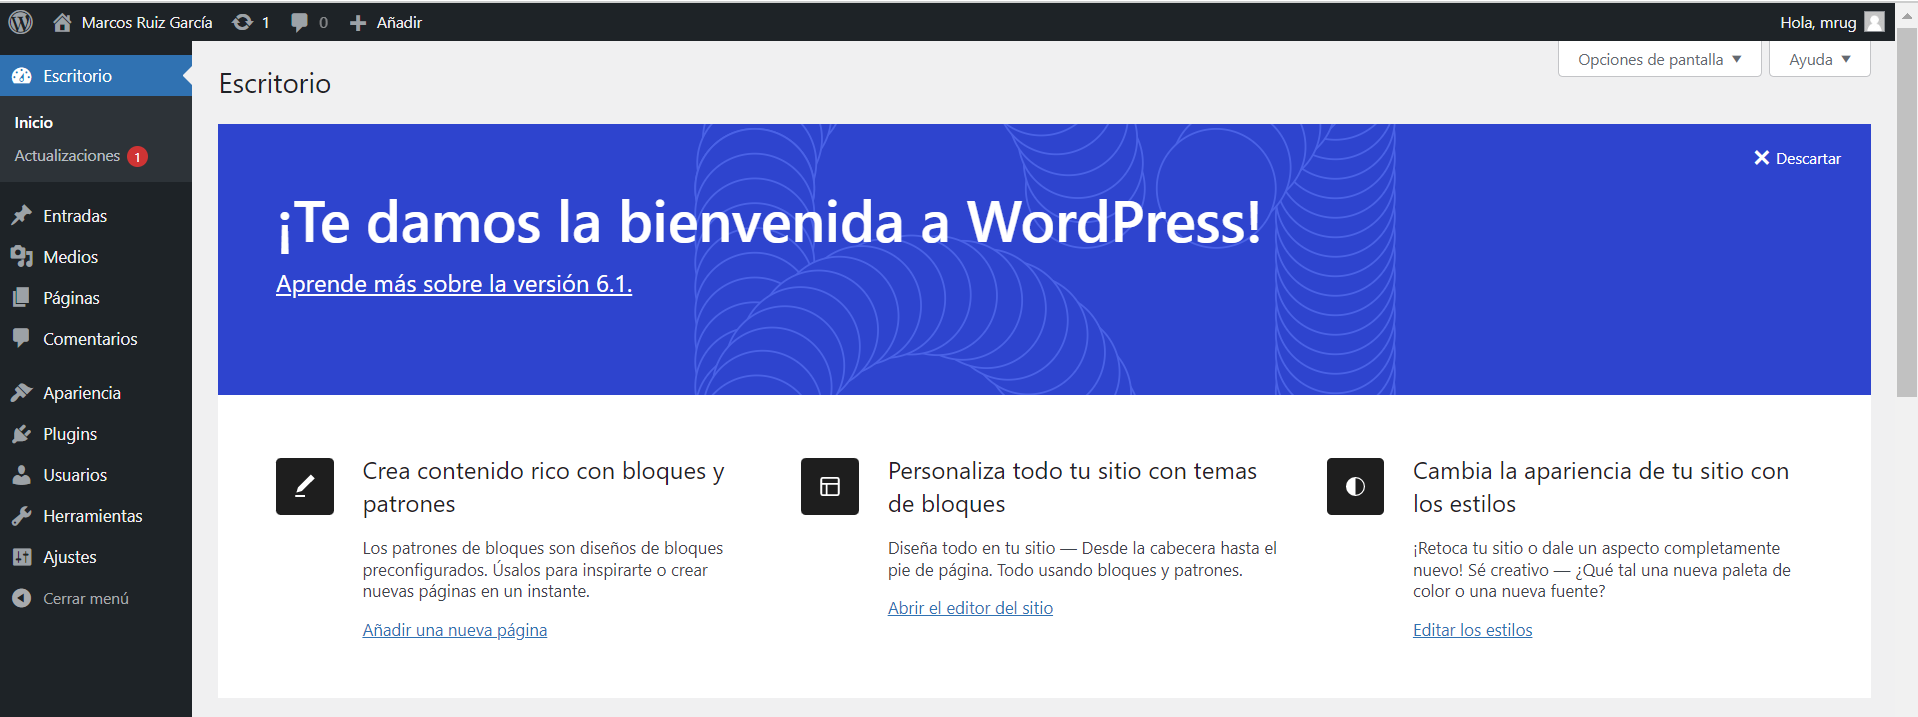 Marcos Ruiz García 1 0 Añadir Hola, mrug
Escritorio
Inicio
Actualizaciones 1
Entradas
Medios
Páginas
Comentarios
Apariencia
Plugins
Usuarios
Herramientas
Ajustes
Cerrar menú
Opciones de pantalla Ayuda
Escritorio
Descartar
¡Te damos la bienvenida a WordPress!
Aprende más sobre la versión 6.1.
Crea contenido rico con bloques y
patrones
Los patrones de bloques son diseños de bloques
preconfigurados. Úsalos para inspirarte o crear
nuevas páginas en un instante.
Añadir una nueva página
Personaliza todo tu sitio con temas
de bloques
Diseña todo en tu sitio — Desde la cabecera hasta el
pie de página. Todo usando bloques y patrones.
Abrir el editor del sitio
Cambia la apariencia de tu sitio con
los estilos
¡Retoca tu sitio o dale un aspecto completamente
nuevo! Sé creativo — ¿Qué tal una nueva paleta de
color o una nueva fuente?
Editar los estilos